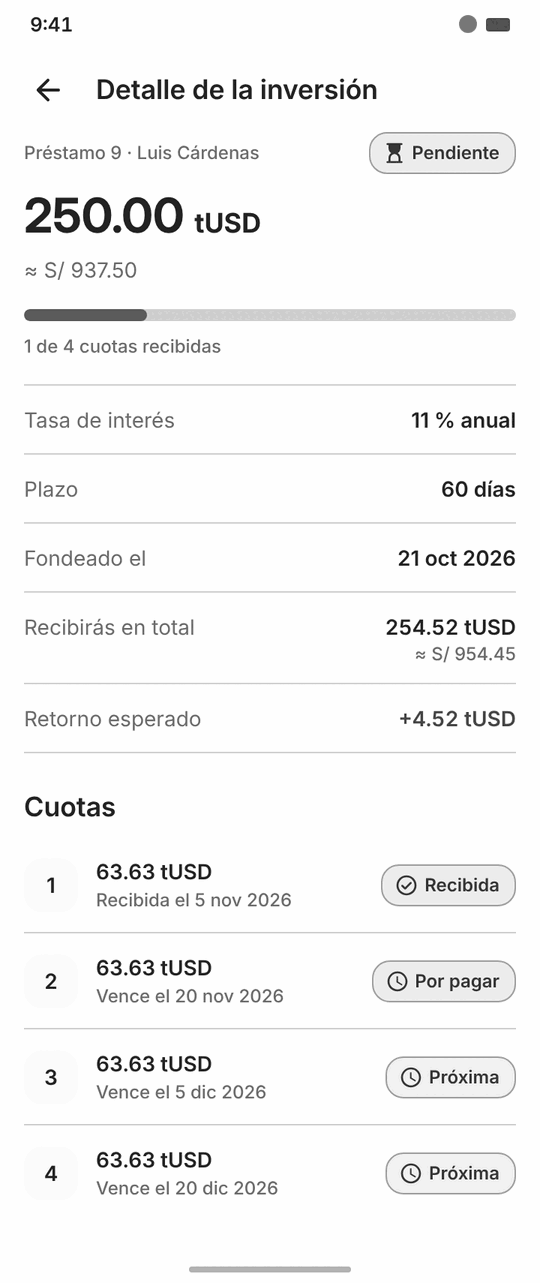 9:41
Detalle de la inversión
Préstamo 9 · Luis Cárdenas
Pendiente
250.00 tUSD
≈ S/ 937.50
1 de 4 cuotas recibidas
Tasa de interés 11 % anual
Plazo 60 días
Fondeado el 21 oct 2026
Recibirás en total 254.52 tUSD
≈ S/ 954.45
Retorno esperado +4.52 tUSD
Cuotas
1 63.63 tUSD Recibida
Recibida el 5 nov 2026
2 63.63 tUSD Por pagar
Vence el 20 nov 2026
3 63.63 tUSD Próxima
Vence el 5 dic 2026
4 63.63 tUSD Próxima
Vence el 20 dic 2026